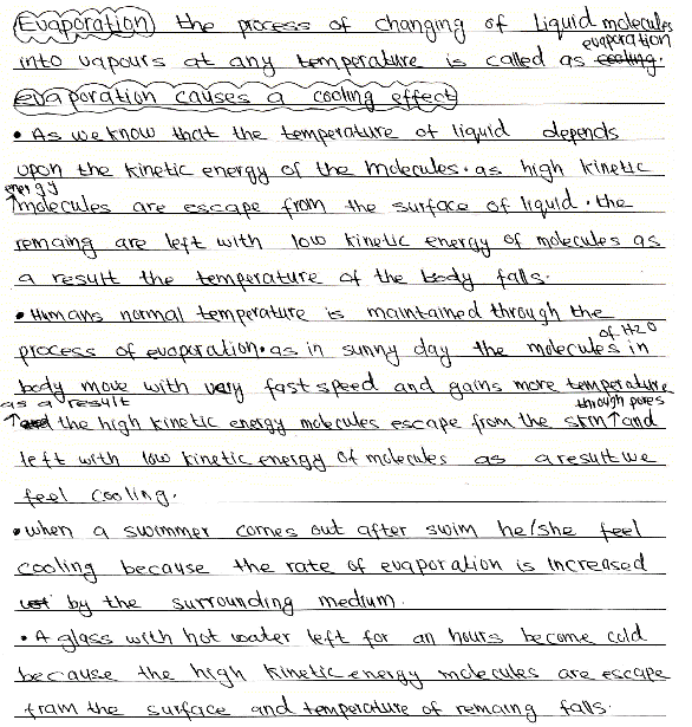 Evaporation the process of changing of liquid molecules
into vapours at any temperature is called as evaporation.
evaporation causes a cooling effect
• As we know that the temperature of liquid depends
upon the kinetic energy of the molecules. as high kinetic
energy molecules are escape from the surface of liquid. the
remaing are left with low kinetic energy of molecules as
a result the temperature of the body falls.
• Humans normal temperature is maintained through the
process of evaporation. as in sunny day the molecules of H2O in
body move with very fast speed and gains more temperature
as a result the high kinetic energy molecules escape from the skin through pores and
left with low kinetic energy of molecules as a result we
feel cooling.
• when a swimmer comes out after swim he/she feel
cooling because the rate of evaporation is increased
by the surrounding medium.
• A glass with hot water left for an hours become cold
because the high kinetic energy molecules are escape
from the surface and temperature of remaing falls.